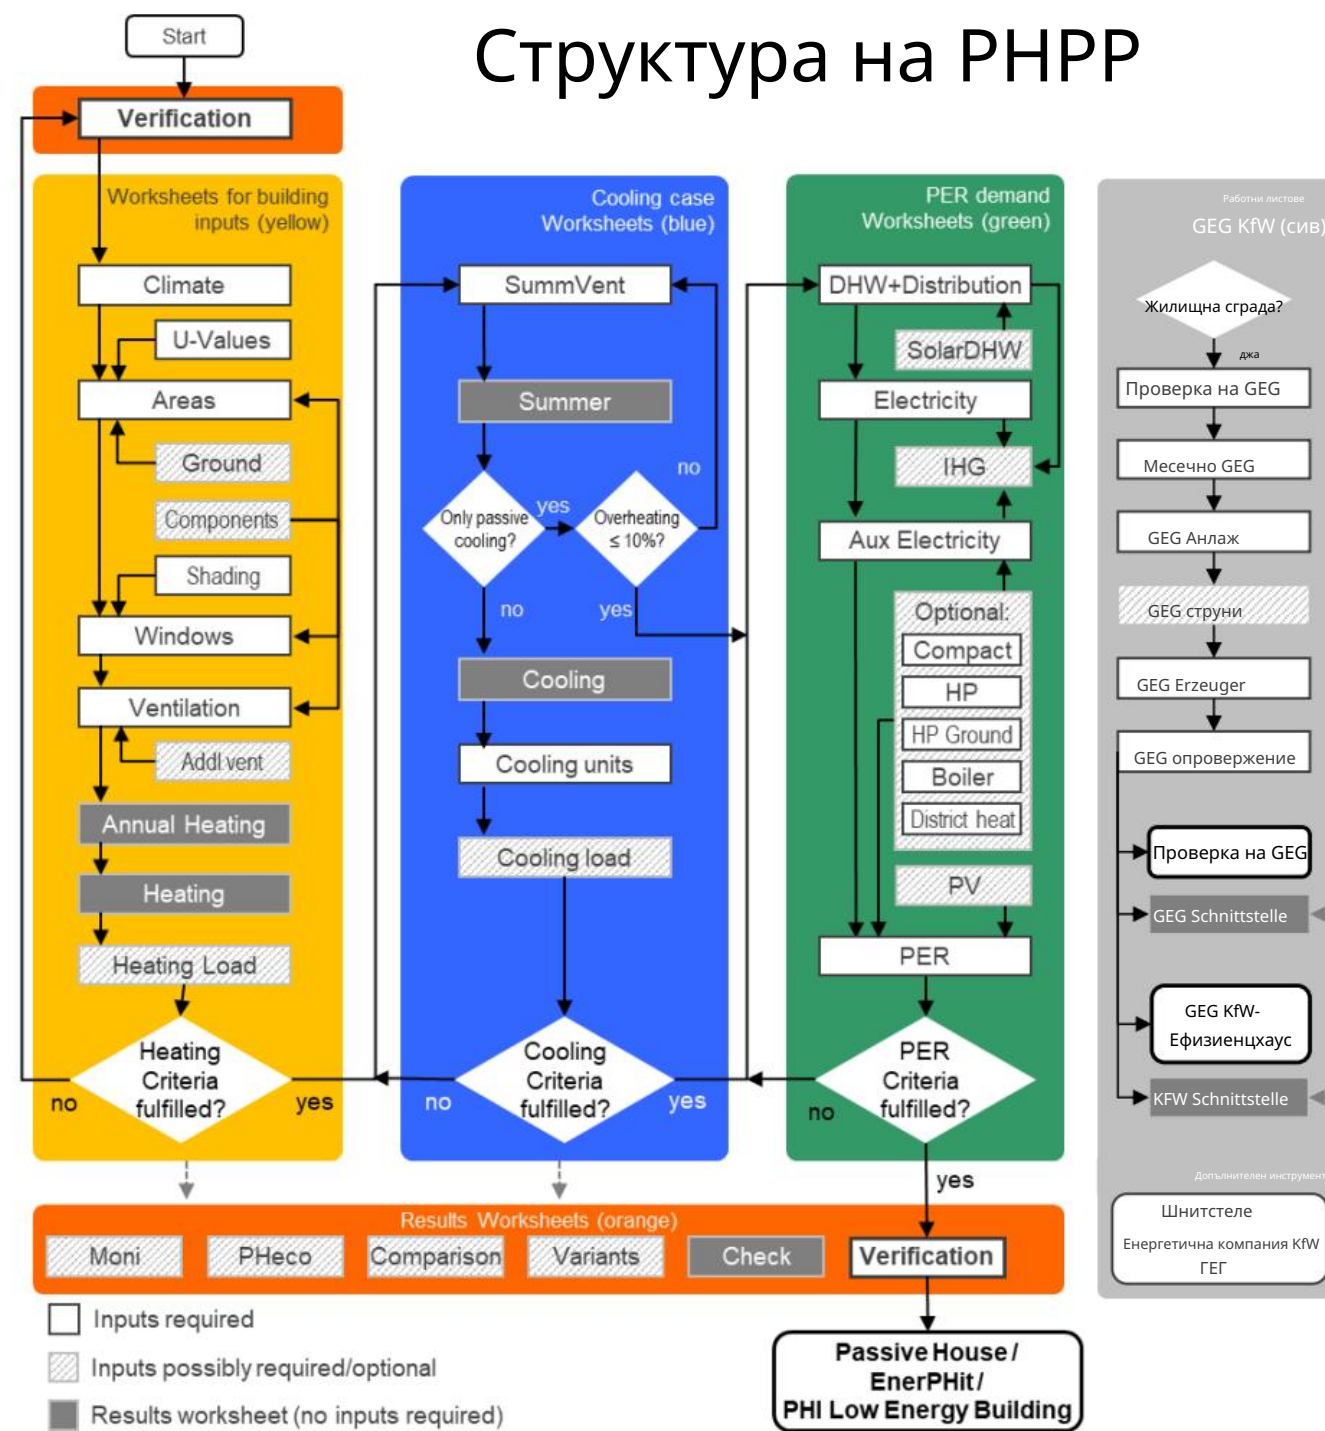 Структура на PHPP
Start
Verification
Worksheets for building
inputs (yellow)
Climate
U-Values
Areas
Ground
Components
Shading
Windows
Ventilation
Addl vent
Annual Heating
Heating
Heating Load
Heating
Criteria
fulfilled?
no
yes
Cooling case
Worksheets (blue)
SummVent
Summer
Only passive
cooling?
yes
Overheating
≤ 10%?
no
no
yes
Cooling
Cooling units
Cooling load
Cooling
Criteria
fulfilled?
no
yes
PER demand
Worksheets (green)
DHW+Distribution
SolarDHW
Electricity
IHG
Aux Electricity
Optional:
Compact
HP
HP Ground
Boiler
District heat
PV
PER
PER
Criteria
fulfilled?
no
yes
Работни листове
GEG KfW (сив)
Жилищна сграда?
джа
Проверка на GEG
Месечно GEG
GEG Анлаж
GEG струни
GEG Erzeuger
GEG опровержение
Проверка на GEG
GEG Schnittstelle
GEG KfW-
Ефизиенцхаус
KFW Schnittstelle
Допълнителен инструмент
Шнитстеле
Енергетична компания KfW
ГЕГ
Results Worksheets (orange)
Moni
PHeco
Comparison
Variants
Check
Verification
Inputs required
Inputs possibly required/optional
Results worksheet (no inputs required)
Passive House /
EnerPHit /
PHI Low Energy Building